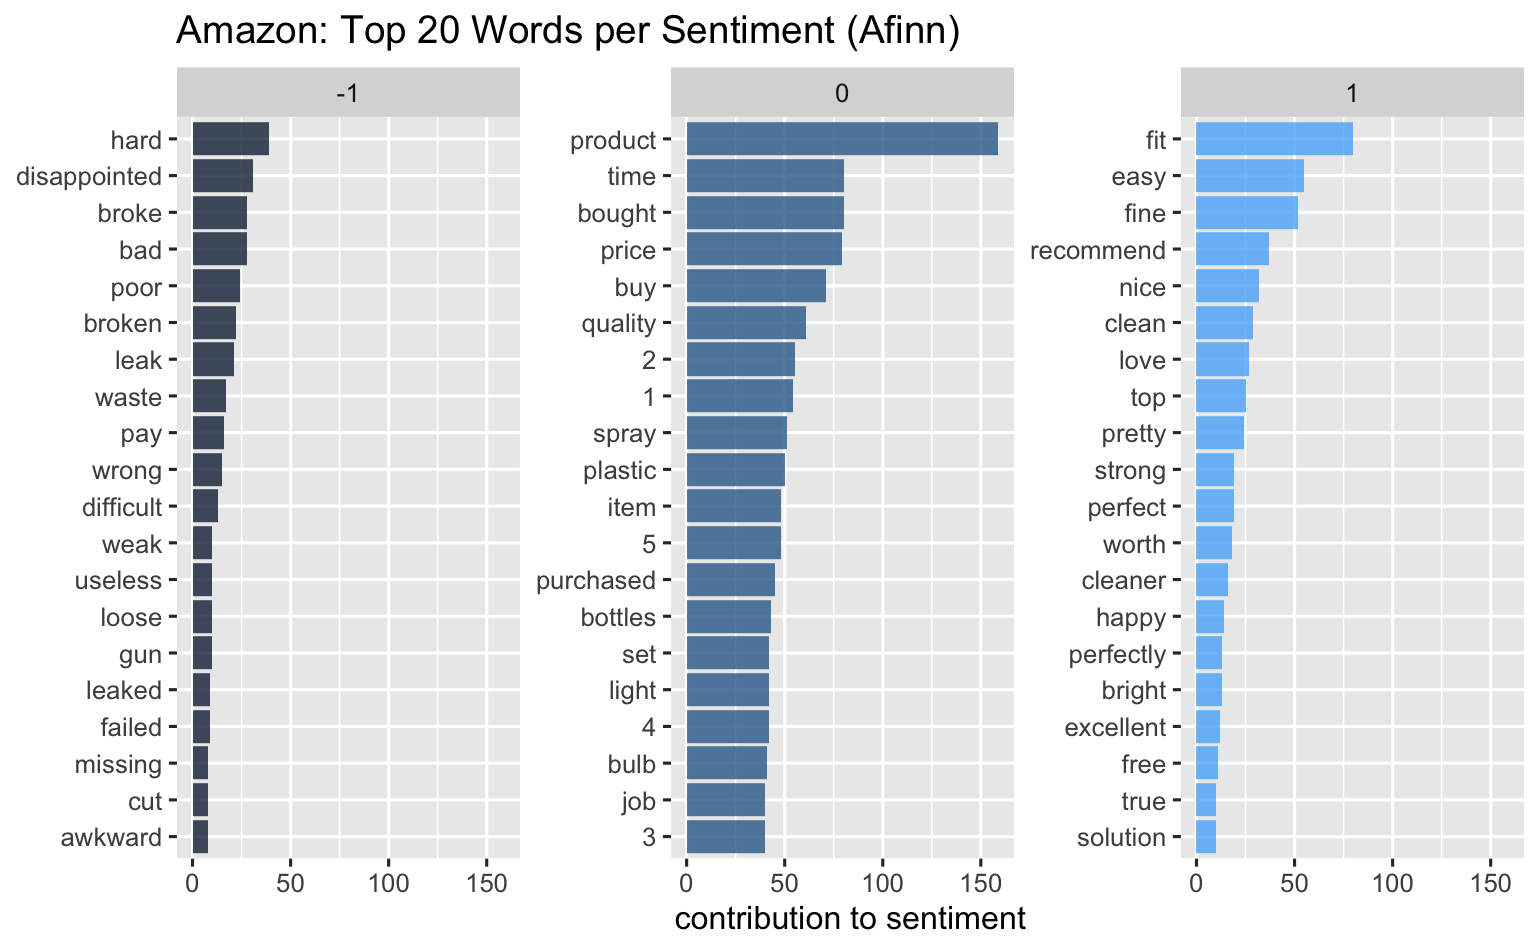 Amazon: Top 20 Words per Sentiment (Afinn)
-1
hard
disappointed
broke
bad
poor
broken
leak
waste
pay
wrong
difficult
weak
useless
loose
gun
leaked
failed
missing
cut
awkward
0 50 100 150
0
product
time
bought
price
buy
quality
2
1
spray
plastic
item
5
purchased
bottles
set
light
4
bulb
job
3
0 50 100 150
1
fit
easy
fine
recommend
nice
clean
love
top
pretty
strong
perfect
worth
cleaner
happy
perfectly
bright
excellent
free
true
solution
0 50 100 150
contribution to sentiment